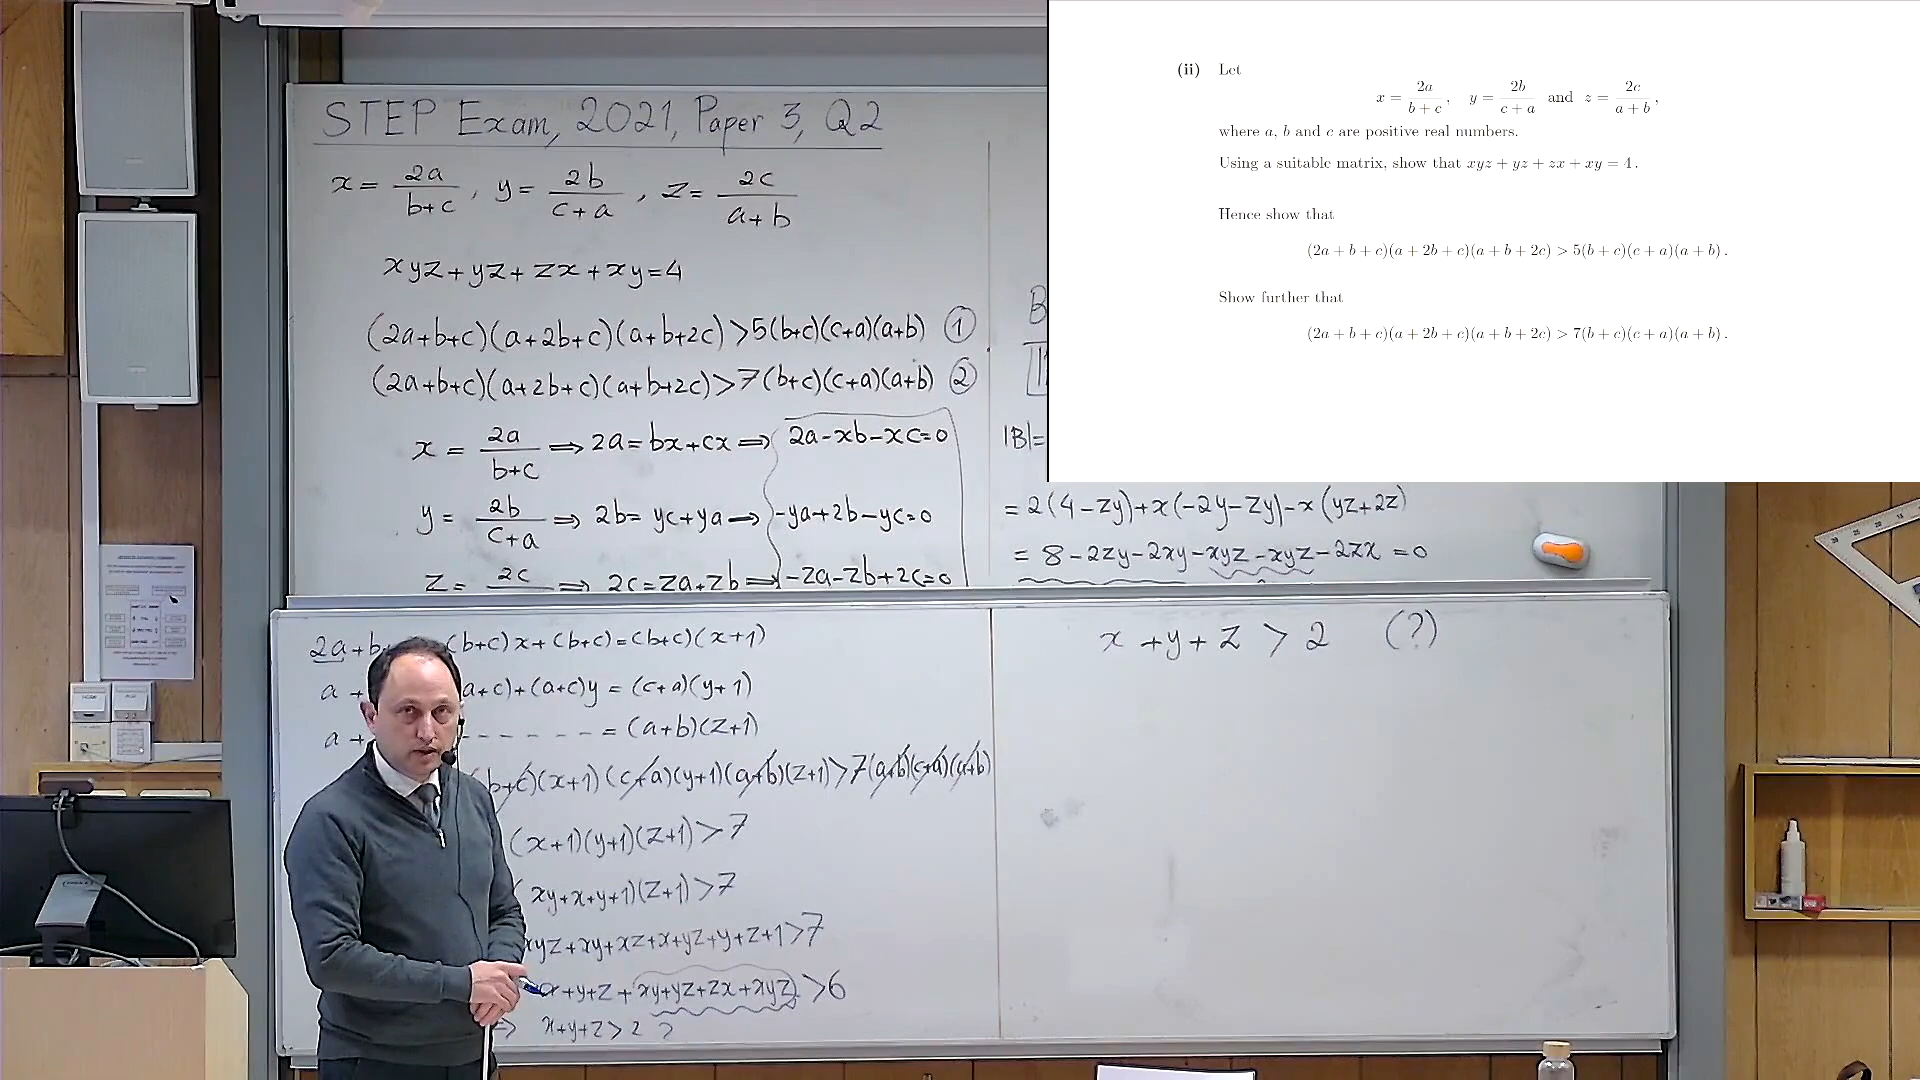 STEP Exam, 2021, Paper 3, Q2
x = 2a/(b+c), y = 2b/(c+a), z = 2c/(a+b)
xyz+yz+zx+xy=4
(2a+b+c)(a+2b+c)(a+b+2c)>5(b+c)(c+a)(a+b) ①
(2a+b+c)(a+2b+c)(a+b+2c)>7(b+c)(c+a)(a+b) ②
x = 2a/(b+c) ⟹ 2a=bx+cx ⟹ 2a-xb-xc=0
y = 2b/(c+a) ⟹ 2b=yc+ya ⟹ -ya+2b-yc=0
z = 2c ⟹ 2c=za+zb ⟹ -za-zb+2c=0
B
|B|=
=2(4-zy)+x(-2y-zy)-x(yz+2z)
=8-2zy-2xy-xyz-xyz-2zx=0
(ii) Let
x = 2a/(b+c), y = 2b/(c+a) and z = 2c/(a+b),
where a, b and c are positive real numbers.
Using a suitable matrix, show that xyz + yz + zx + xy = 4.
Hence show that
(2a + b + c)(a + 2b + c)(a + b + 2c) > 5(b + c)(c + a)(a + b).
Show further that
(2a + b + c)(a + 2b + c)(a + b + 2c) > 7(b + c)(c + a)(a + b).
2a+b (b+c)x+(b+c)=(b+c)(x+1)
a+ a+c)+(a+c)y=(c+a)(y+1)
a+ ------=(a+b)(z+1)
b+c)(x+1)(c+a)(y+1)(a+b)(z+1)>7(a+b)(c+a)(a+b)
(x+1)(y+1)(z+1)>7
(xy+x+y+1)(z+1)>7
xyz+xy+xz+x+yz+y+z+1>7
x+y+z+xy+yz+zx+xyz>6
⟹ x+y+z>2 ?
x+y+z>2 (?)